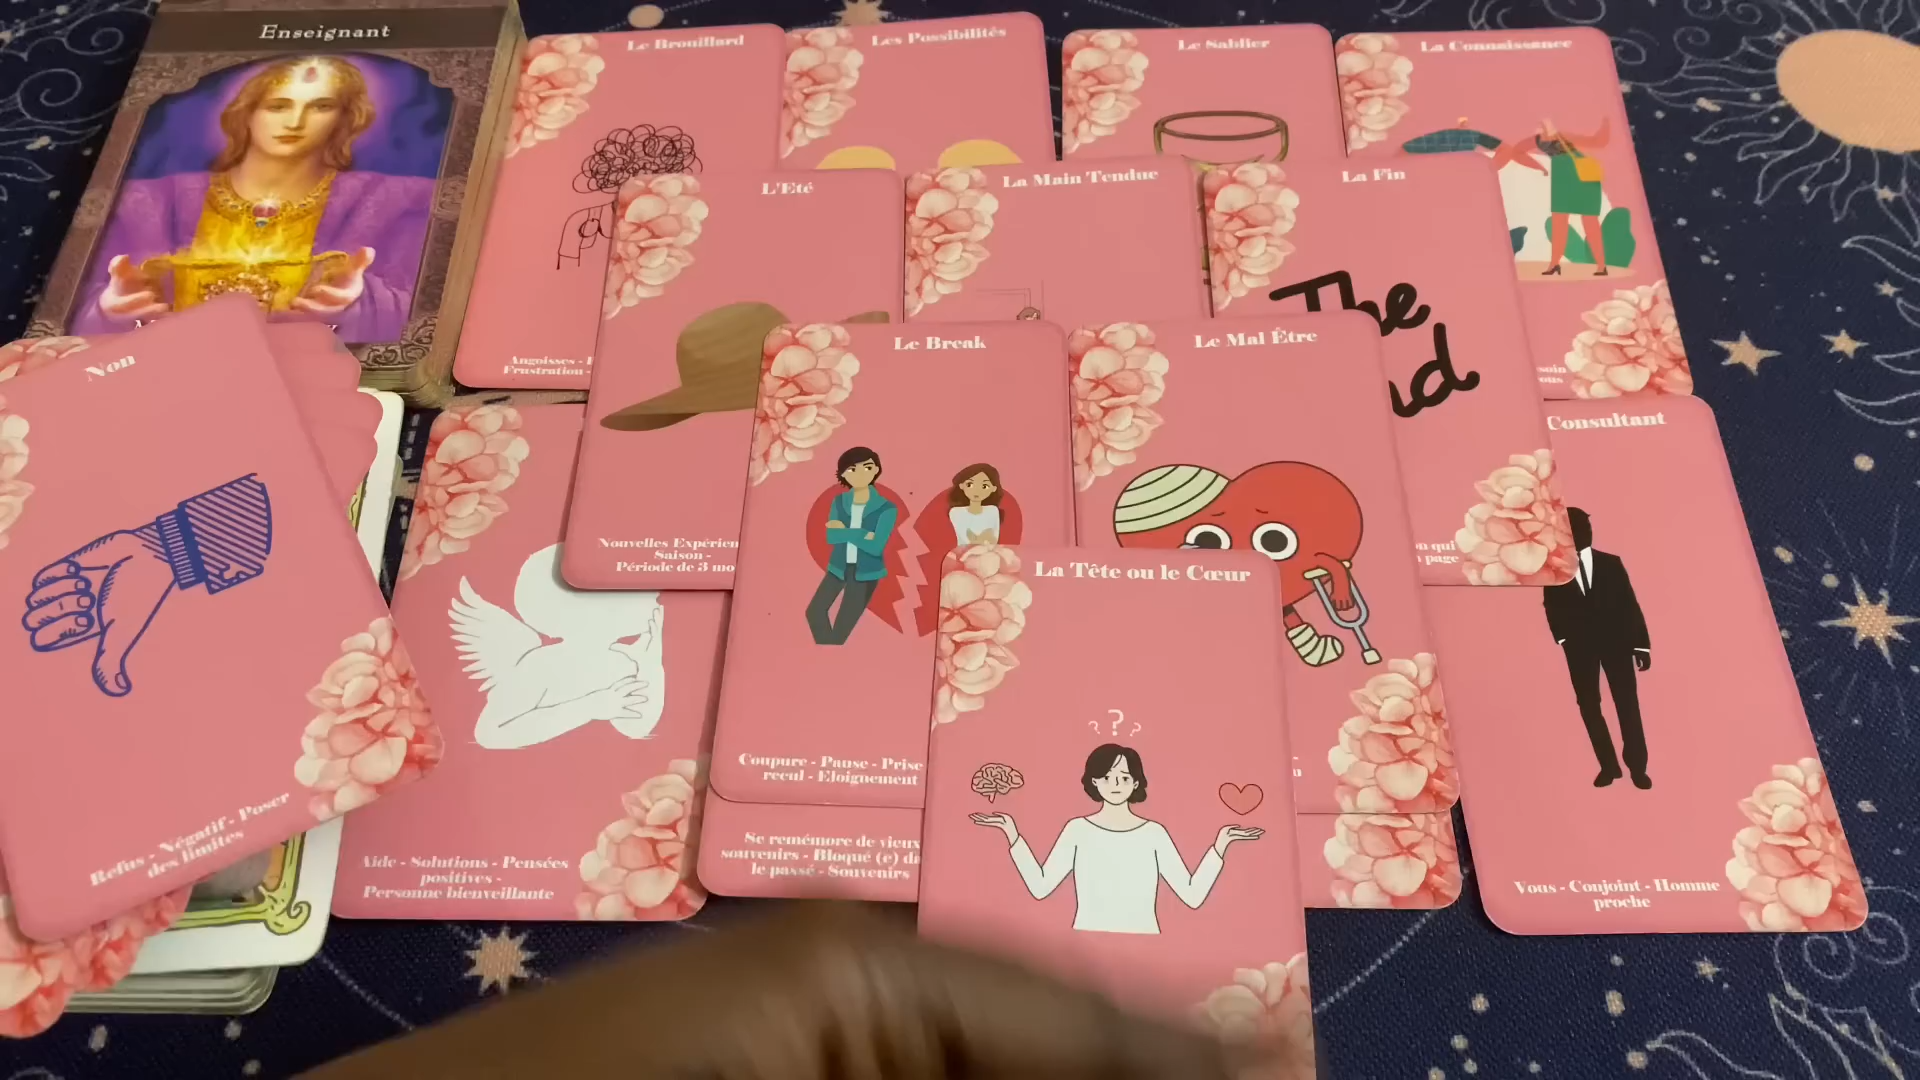 Enseignant
Le Brouillard
Les Possibilités
Le Sablier
La Connaissance
L'Eté
La Main Tendue
La Fin
The
Le Break
Le Mal Être
Non
Angoisses -
Frustration -
Consultant
Nouvelles
Saison -
Période de 3
La Tête ou le Cœur
? ? ?
Coupure - Pause - Prise
recul - Eloignement
Refus - Négatif - Poser
des limites
Aide - Solutions - Pensées
positives -
Personne bienveillante
Se remémore de vieux
souvenirs - Bloqué (e)
le passé - Souvenirs
Vous - Conjoint - Homme
proche
qui
page